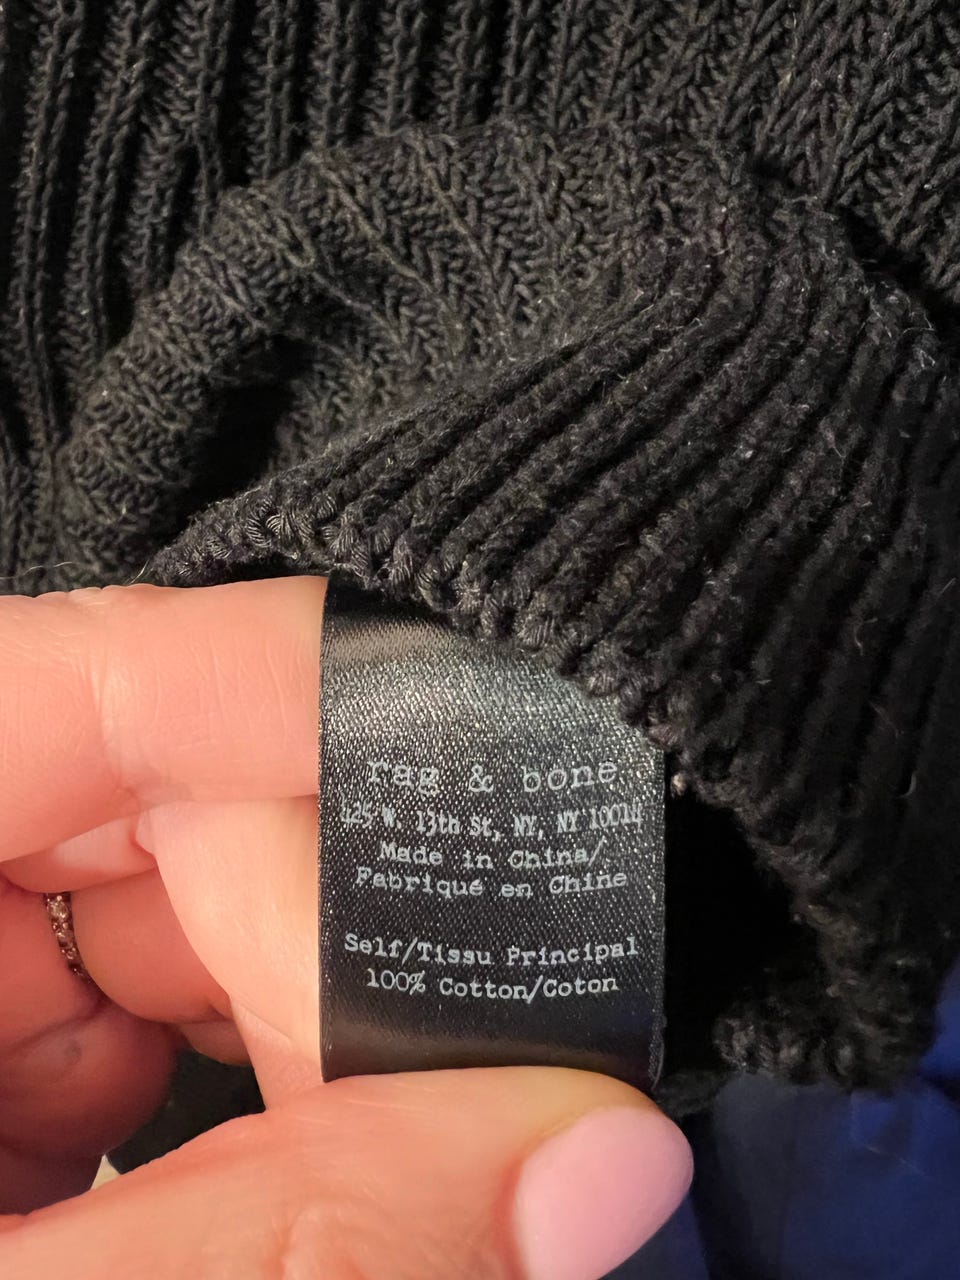 rag & bone
425 W. 13th St, NY, NY 10014
Made in China/
Fabriqué en Chine
Self/Tissu Principal
100% Cotton/Coton